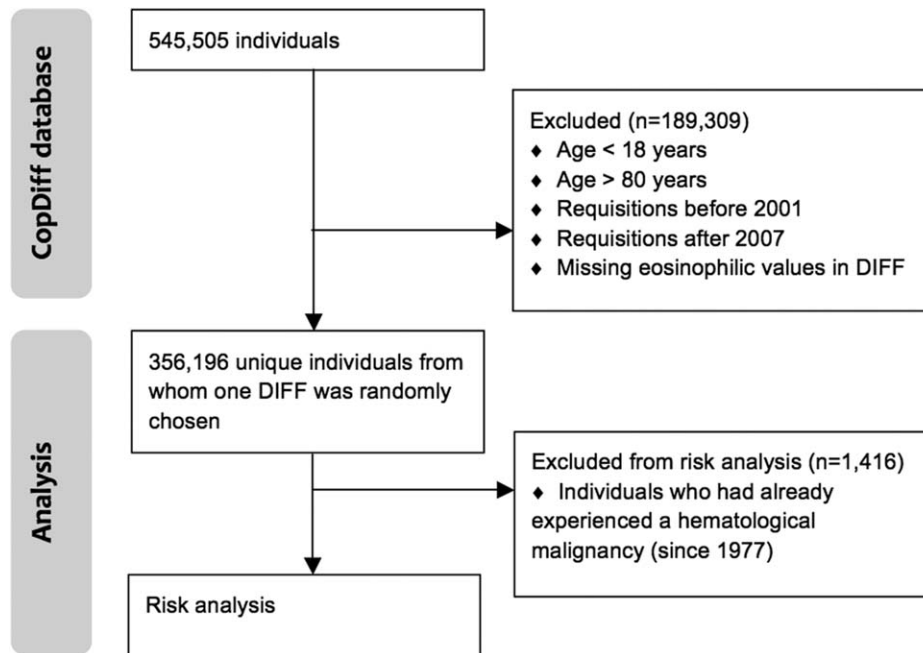 CopDiff database
545,505 individuals
Excluded (n=189,309)
♦ Age < 18 years
♦ Age > 80 years
♦ Requisitions before 2001
♦ Requisitions after 2007
♦ Missing eosinophilic values in DIFF
Analysis
356,196 unique individuals from
whom one DIFF was randomly
chosen
Excluded from risk analysis (n=1,416)
♦ Individuals who had already
experienced a hematological
malignancy (since 1977)
Risk analysis